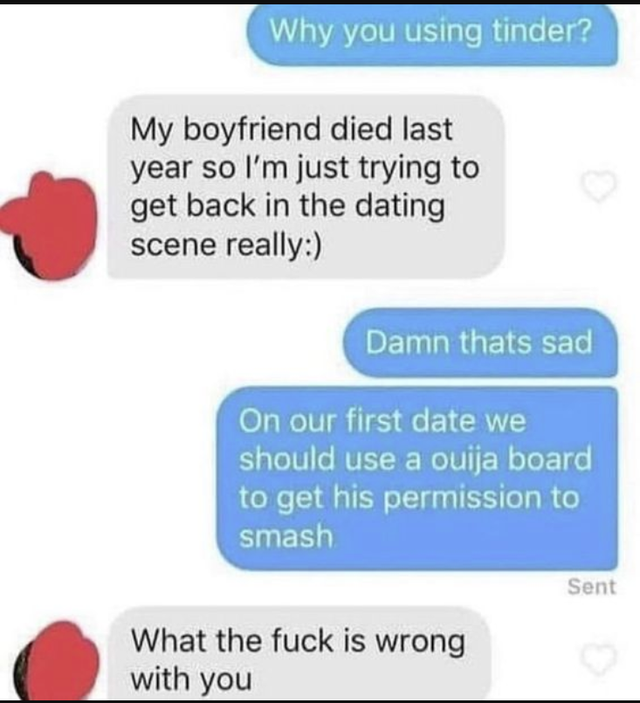 Why you using tinder?
My boyfriend died last
year so I'm just trying to
get back in the dating
scene really:)
Damn thats sad
On our first date we
should use a ouija board
to get his permission to
smash
Sent
What the fuck is wrong
with you